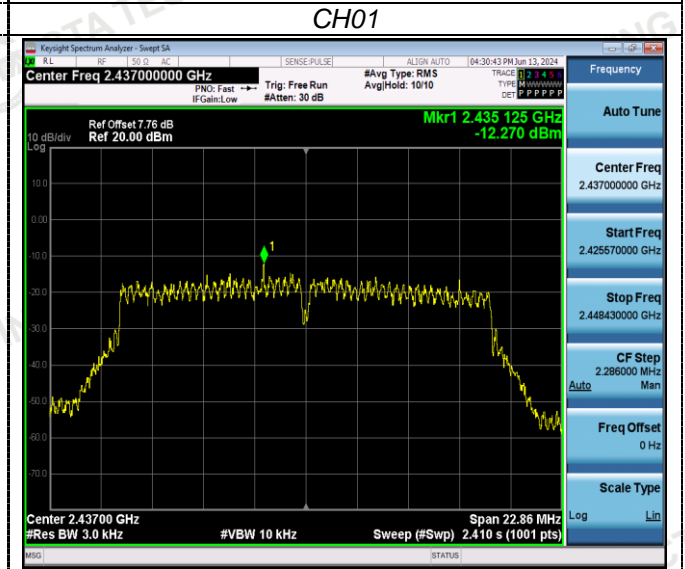 CH01
Keysight Spectrum Analyzer - Swept SA
RL RF 50 Ω AC SENSE:PULSE ALIGN AUTO 04:30:43 PM Jun 13, 2024
Center Freq 2.437000000 GHz
PNO: Fast
IFGain:Low
Trig: Free Run
#Atten: 30 dB
#Avg Type: RMS
Avg|Hold: 10/10
TRACE 1 2 3 4 5 6
TYPE M WWWWW
DET P P P P P P
Ref Offset 7.76 dB
Ref 20.00 dBm
10 dB/div
Log
Mkr1 2.435 125 GHz
-12.270 dBm
10.0
0.00
-10.0
-20.0
-30.0
-40.0
-50.0
-60.0
-70.0
1
Center 2.43700 GHz
#Res BW 3.0 kHz
#VBW 10 kHz
Span 22.86 MHz
Sweep (#Swp) 2.410 s (1001 pts)
MSG
STATUS
Frequency
Auto Tune
Center Freq
2.437000000 GHz
Start Freq
2.425570000 GHz
Stop Freq
2.448430000 GHz
CF Step
2.286000 MHz
Auto Man
Freq Offset
0 Hz
Scale Type
Log Lin